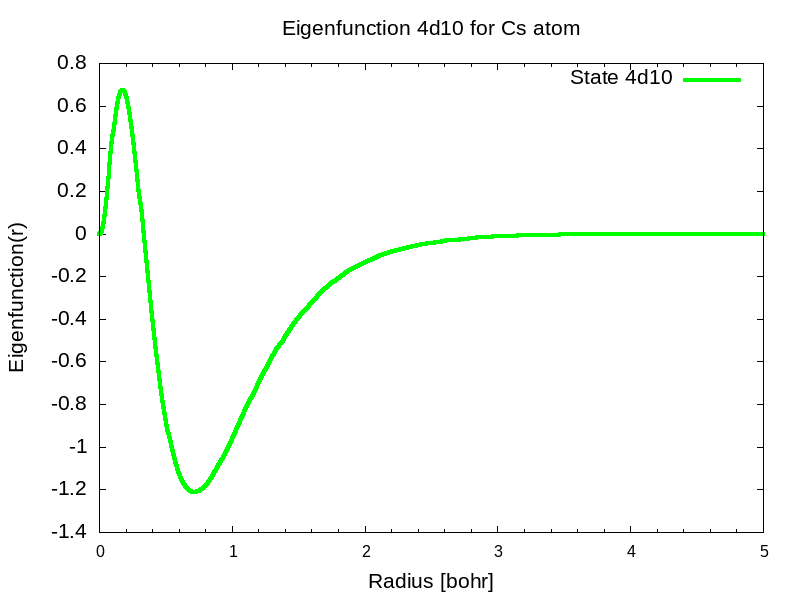 Eigenfunction 4d10 for Cs atom
State 4d10
0.8
0.6
0.4
0.2
0
-0.2
-0.4
-0.6
-0.8
-1
-1.2
-1.4
Eigenfunction(r)
0 1 2 3 4 5
Radius [bohr]